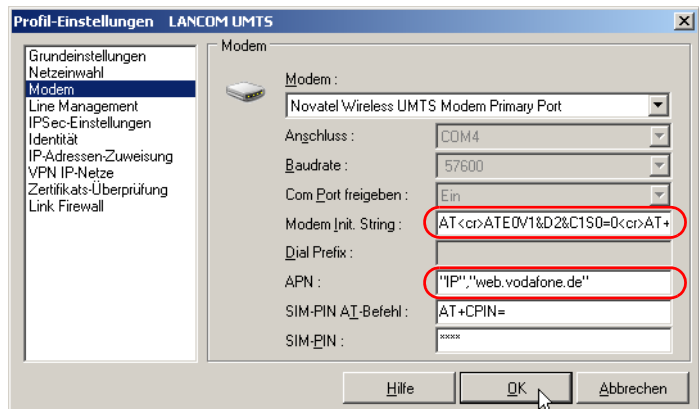 Profil-Einstellungen LANCOM UMTS
Grundeinstellungen
Netzeinwahl
Modem
Line Management
IPSec-Einstellungen
Identität
IP-Adressen-Zuweisung
VPN IP-Netze
Zertifikats-Überprüfung
Link Firewall
Modem
Modem :
Novatel Wireless UMTS Modem Primary Port
Anschluss : COM4
Baudrate : 57600
Com Port freigeben : Ein
Modem Init. String : AT<cr>ATE0V1&D2&C1S0=0<cr>AT+
Dial Prefix :
APN : "IP","web.vodafone.de"
SIM-PIN AT-Befehl : AT+CPIN=
SIM-PIN : ****
Hilfe OK Abbrechen